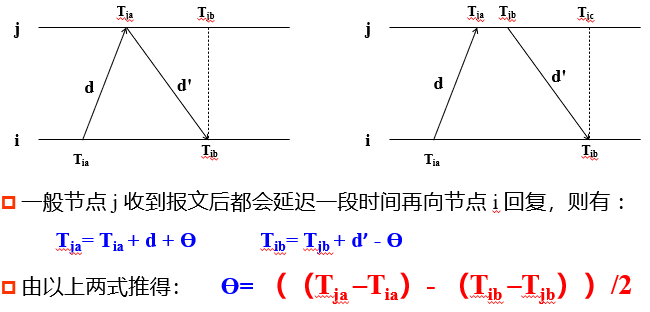 Tja Tjb Tja Tjb Tjc
j j
d d' d d'
i i
Tia Tib Tia Tib
一般节点 j 收到报文后都会延迟一段时间再向节点 i 回复，则有：
Tja= Tia + d + Θ Tib= Tjb + d′ - Θ
由以上两式推得： Θ= （（Tja –Tia）-（Tib –Tjb））/2